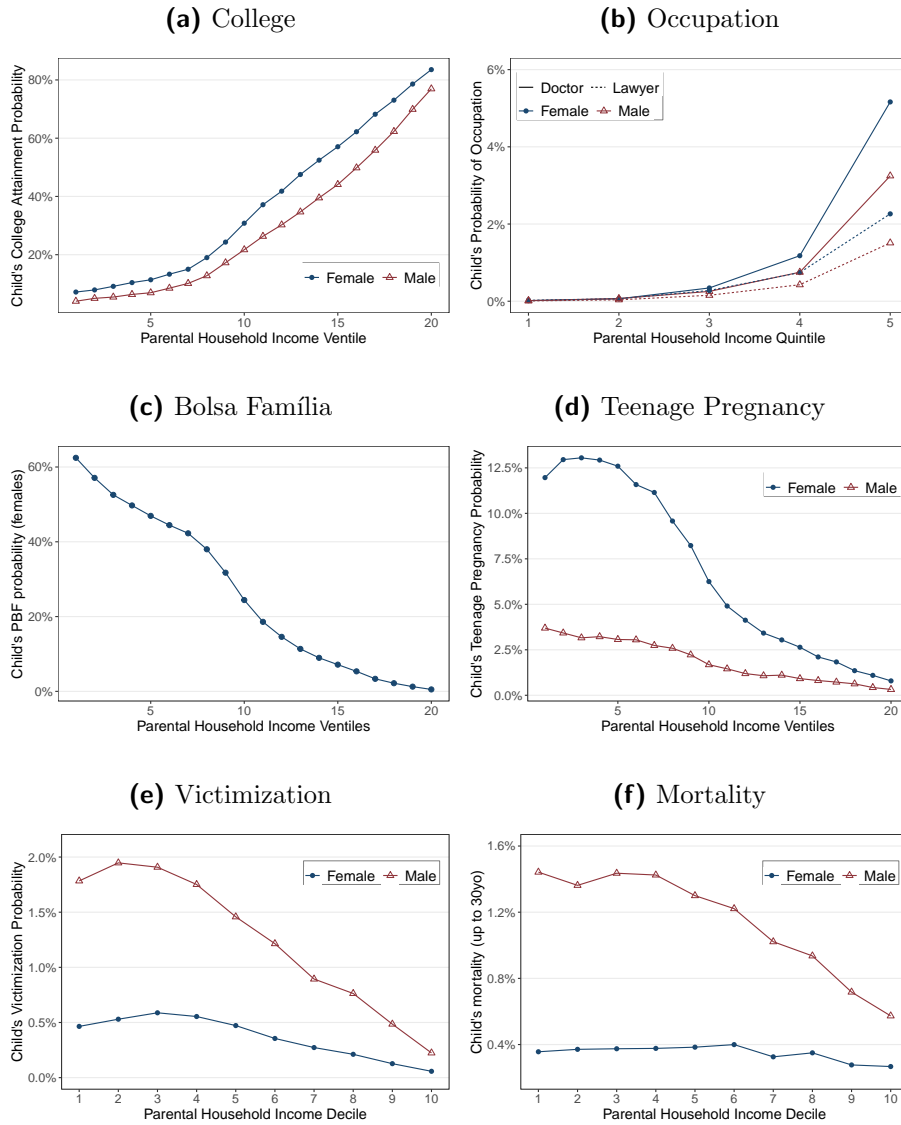 (a) College
Child's College Attainment Probability
80%
60%
40%
20%
Female Male
5 10 15 20
Parental Household Income Ventile
(b) Occupation
Child's Probability of Occupation
6%
4%
2%
0%
Doctor Lawyer
Female Male
1 2 3 4 5
Parental Household Income Quintile
(c) Bolsa Família
Child's PBF probability (females)
60%
40%
20%
0%
5 10 15 20
Parental Household Income Ventiles
(d) Teenage Pregnancy
Child's Teenage Pregnancy Probability
12.5%
10.0%
7.5%
5.0%
2.5%
0.0%
Female Male
5 10 15 20
Parental Household Income Ventiles
(e) Victimization
Child's Victimization Probability
2.0%
1.5%
1.0%
0.5%
0.0%
Female Male
1 2 3 4 5 6 7 8 9 10
Parental Household Income Decile
(f) Mortality
Child's mortality (up to 30yo)
1.6%
1.2%
0.8%
0.4%
Female Male
1 2 3 4 5 6 7 8 9 10
Parental Household Income Decile